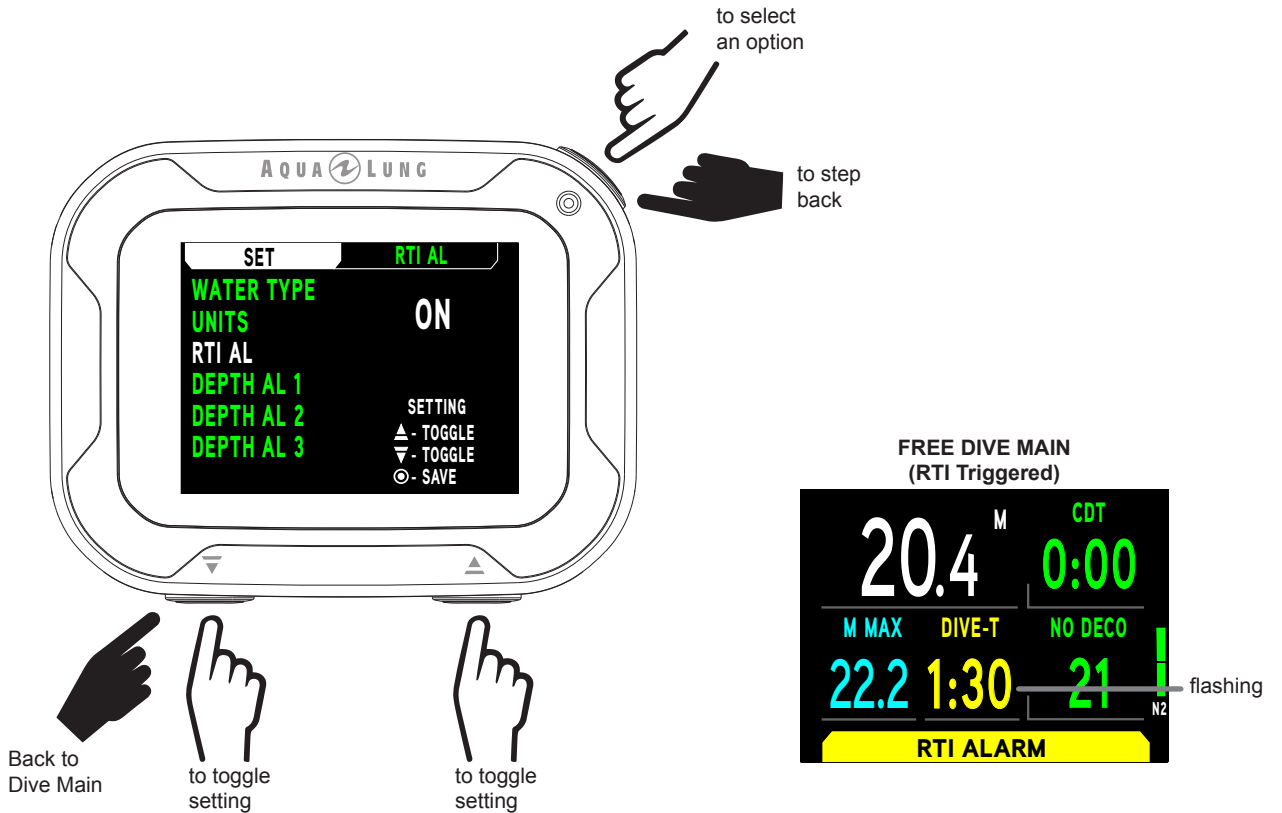 to select
an option
to step
back
AQUA LUNG
SET
RTI AL
WATER TYPE
UNITS
RTI AL
DEPTH AL 1
DEPTH AL 2
DEPTH AL 3
ON
SETTING
- TOGGLE
- TOGGLE
- SAVE
Back to
Dive Main
to toggle
setting
to toggle
setting
FREE DIVE MAIN
(RTI Triggered)
20.4 M
CDT
0:00
M MAX
22.2
DIVE-T
1:30
NO DECO
21
N2
flashing
RTI ALARM